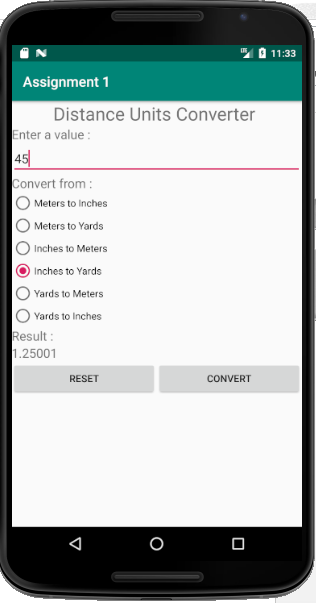 11:33
Assignment 1
Distance Units Converter
Enter a value :
45
Convert from :
Meters to Inches
Meters to Yards
Inches to Meters
Inches to Yards
Yards to Meters
Yards to Inches
Result :
1.25001
RESET CONVERT